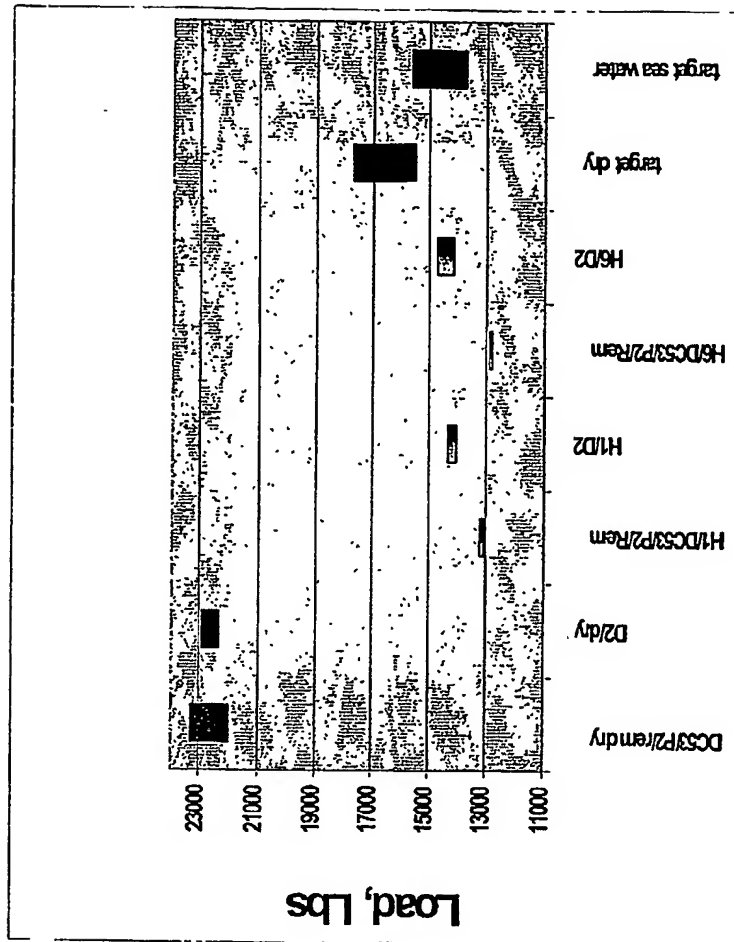 Load, Lbs
23000
21000
19000
17000
15000
13000
11000
DC53/P2/rem dry
D2/dry
H1/DC53/P2/Rem
H1/D2
H6/DC53/P2/Rem
H6/D2
target dry
target sea water